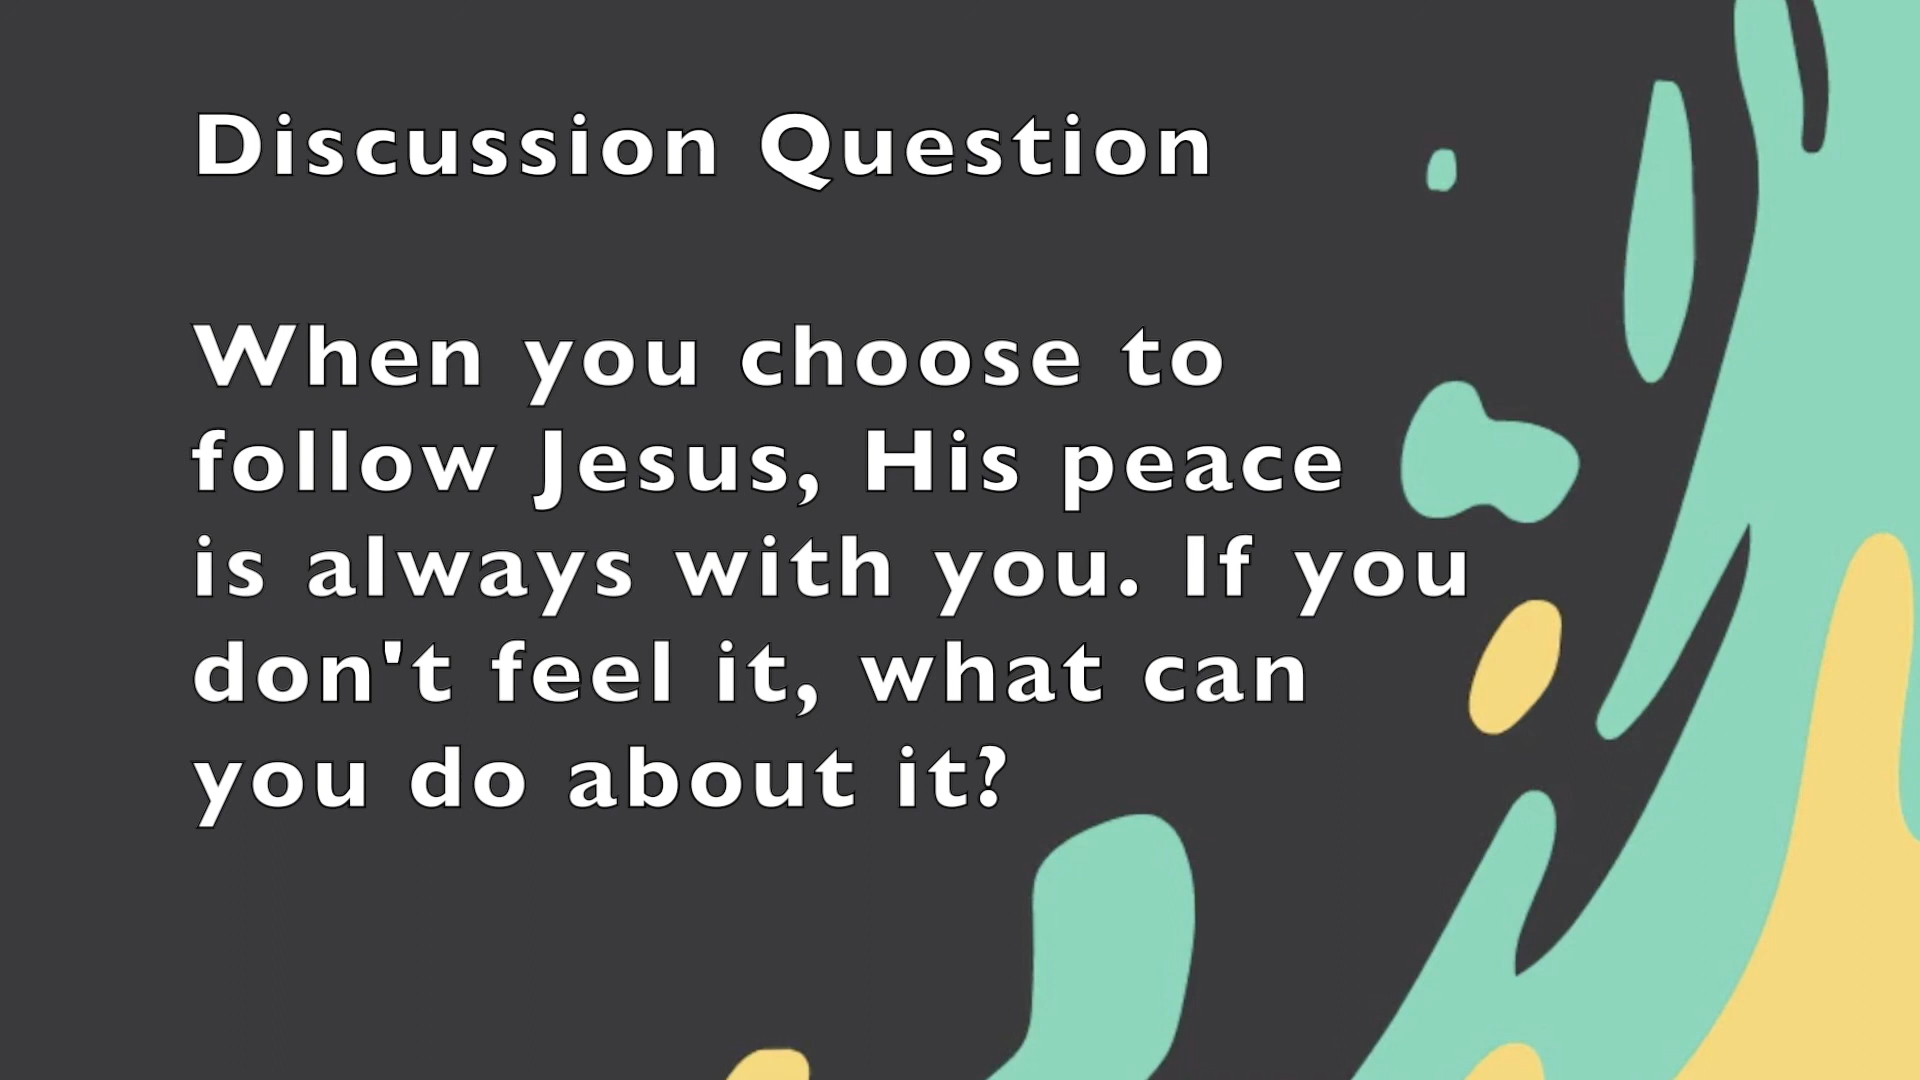 Discussion Question
When you choose to
follow Jesus, His peace
is always with you. If you
don't feel it, what can
you do about it?